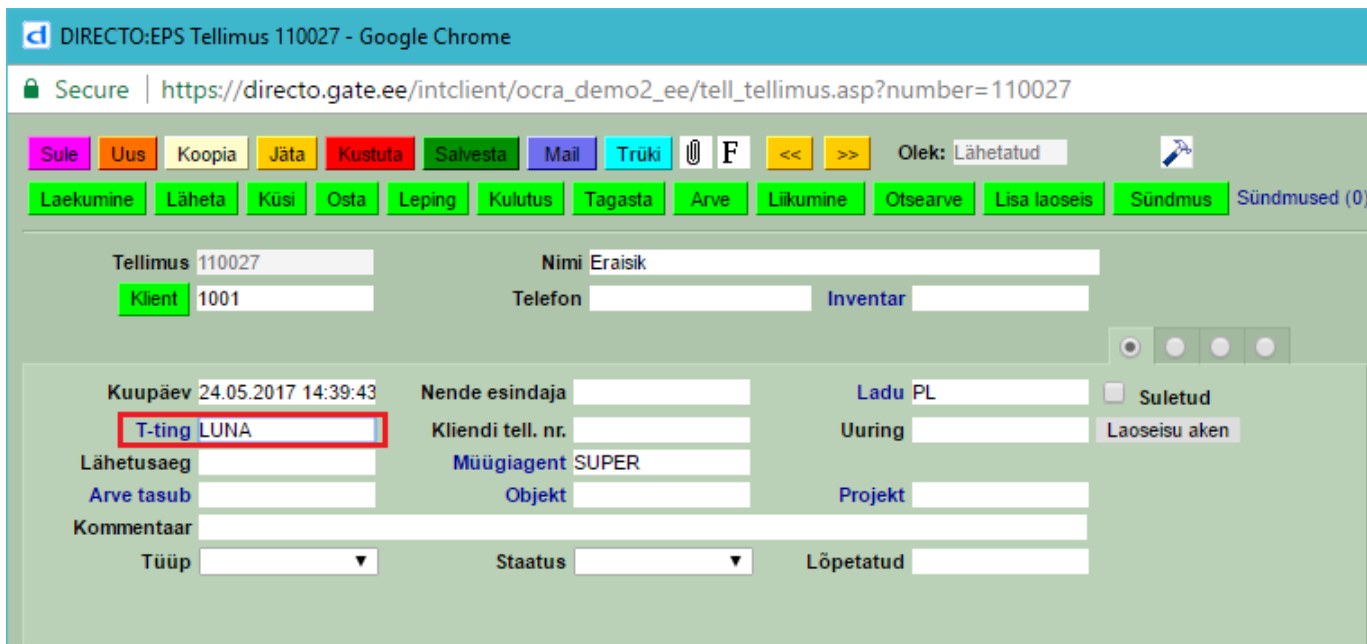 DIRECTO:EPS Tellimus 110027 - Google Chrome
Secure | https://directo.gate.ee/intclient/ocra_demo2_ee/tell_tellimus.asp?number=110027
Sule Uus Koopia Jäta Kustuta Salvesta Mail Trüki F << >> Olek: Lähetatud
Laekumine Läheta Küsi Osta Leping Kulutus Tagasta Arve Liikumine Otsearve Lisa laoseis Sündmus Sündmused (0)
Tellimus 110027 Nimi Eraisik
Klient 1001 Telefon Inventar
Kuupäev 24.05.2017 14:39:43 Nende esindaja Ladu PL Suletud
T-ting LUNA Kliendi tell. nr. Uuring Laoseisu aken
Lähetusaeg Müügiagent SUPER
Arve tasub Objekt Projekt
Kommentaar
Tüüp Staatus Lõpetatud